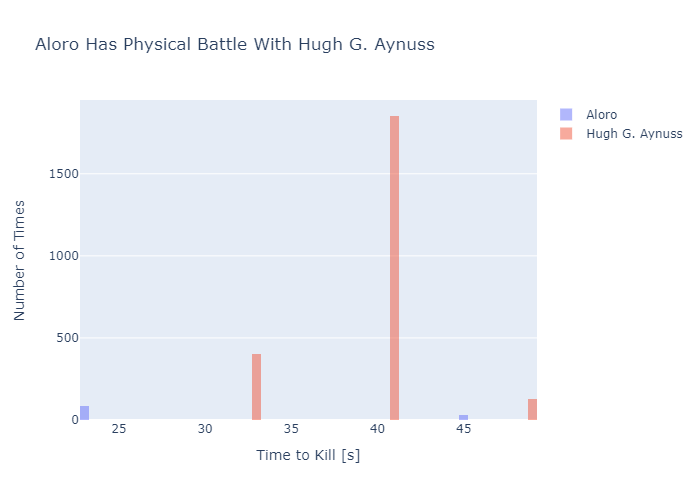 Aloro Has Physical Battle With Hugh G. Aynuss
Aloro
Hugh G. Aynuss
1500
1000
500
0
25 30 35 40 45
Number of Times
Time to Kill [s]